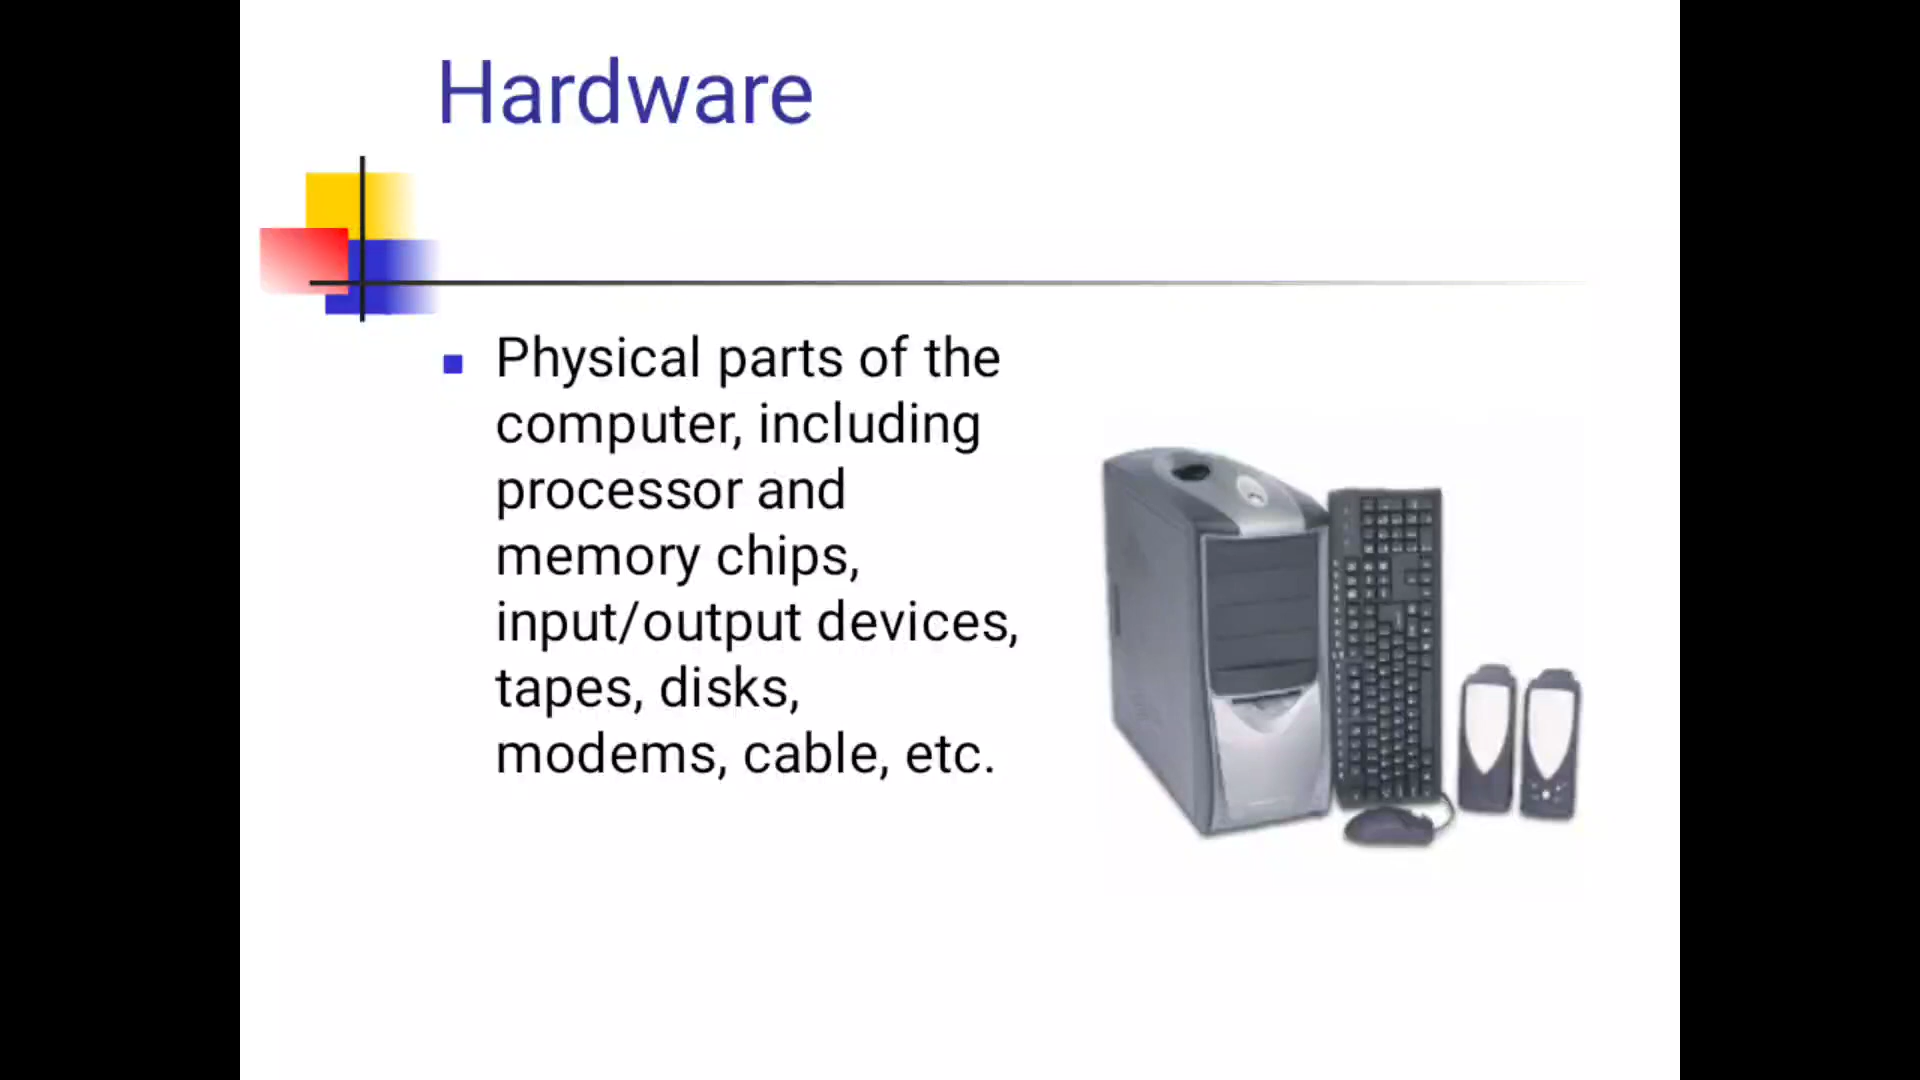 Hardware
Physical parts of the
computer, including
processor and
memory chips,
input/output devices,
tapes, disks,
modems, cable, etc.